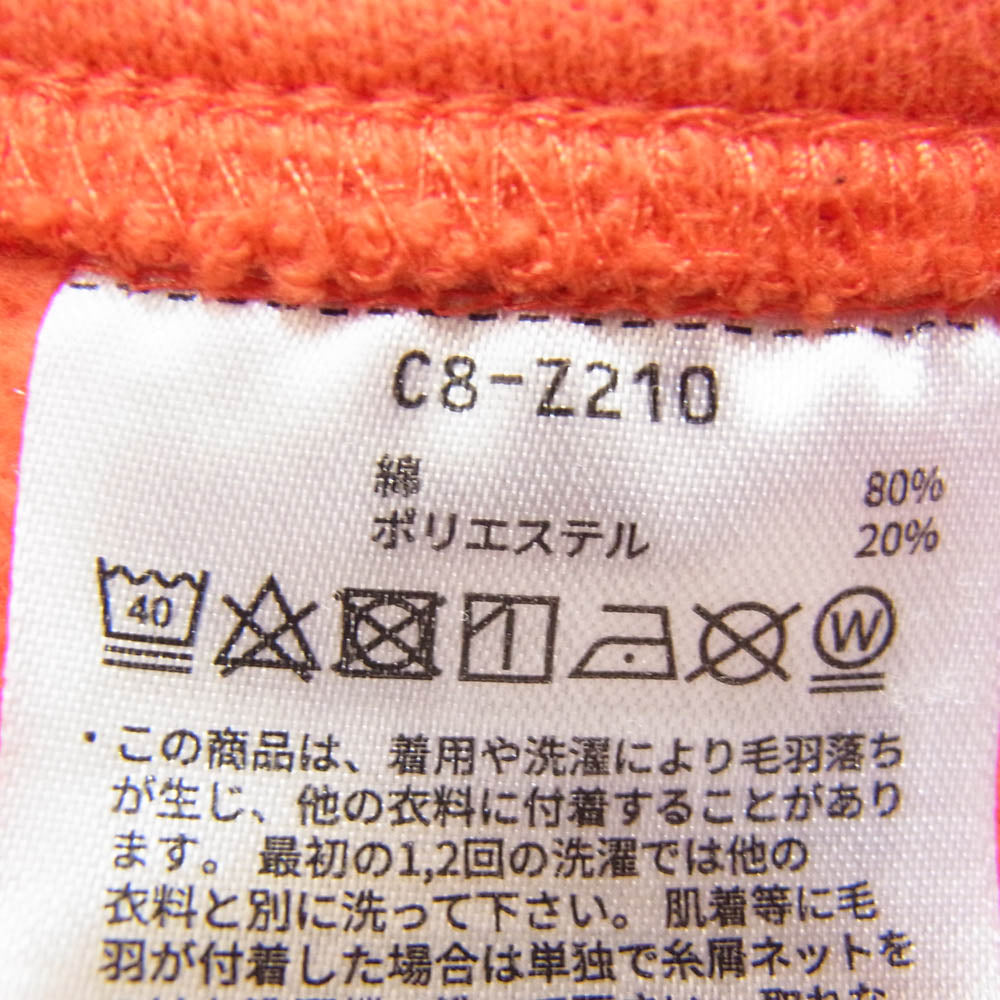 C8-Z210
綿 80%
ポリエステル 20%
40 W
・この商品は、着用や洗濯により毛羽落ち
が生じ、他の衣料に付着することがあり
ます。最初の1,2回の洗濯では他の
衣料と別に洗って下さい。肌着等に毛
羽が付着した場合は単独で糸屑ネットを